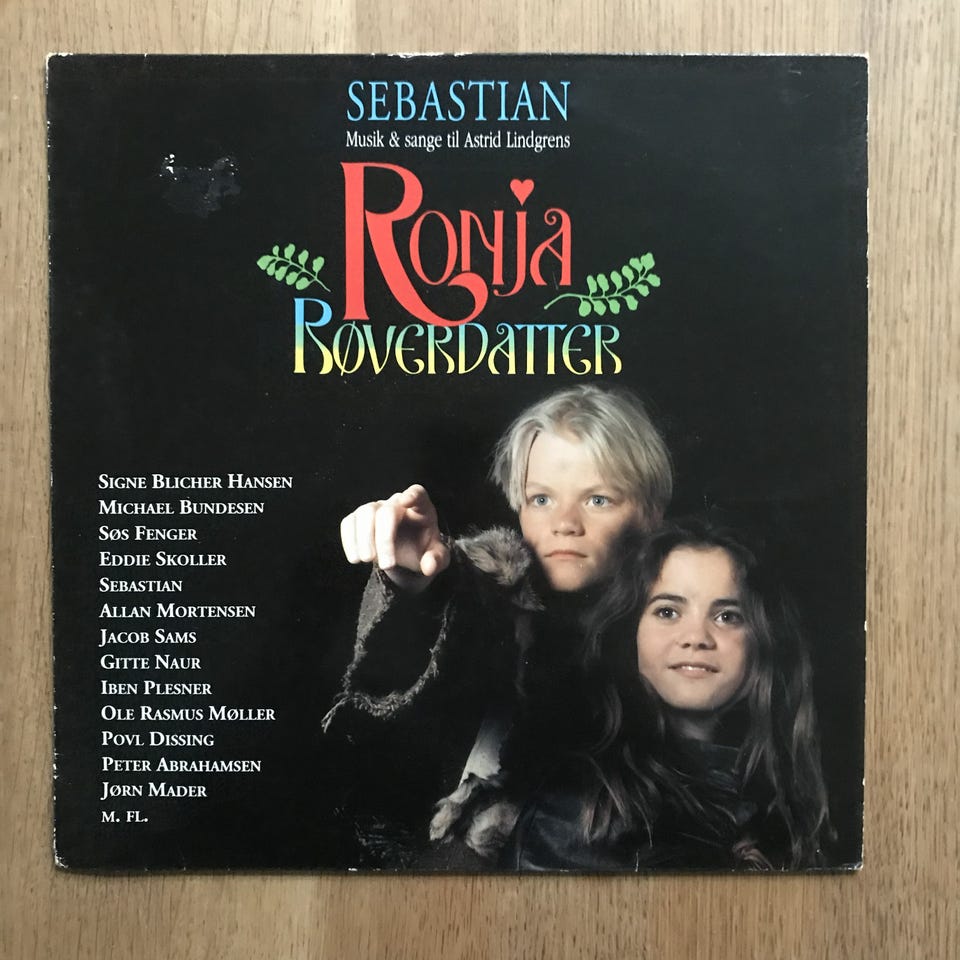 SEBASTIAN
Musik & sange til Astrid Lindgrens
RONJA
RØVERDATTER
SIGNE BLICHER HANSEN
MICHAEL BUNDESEN
SØS FENGER
EDDIE SKOLLER
SEBASTIAN
ALLAN MORTENSEN
JACOB SAMS
GITTE NAUR
IBEN PLESNER
OLE RASMUS MØLLER
POVL DISSING
PETER ABRAHAMSEN
JØRN MADER
M. FL.